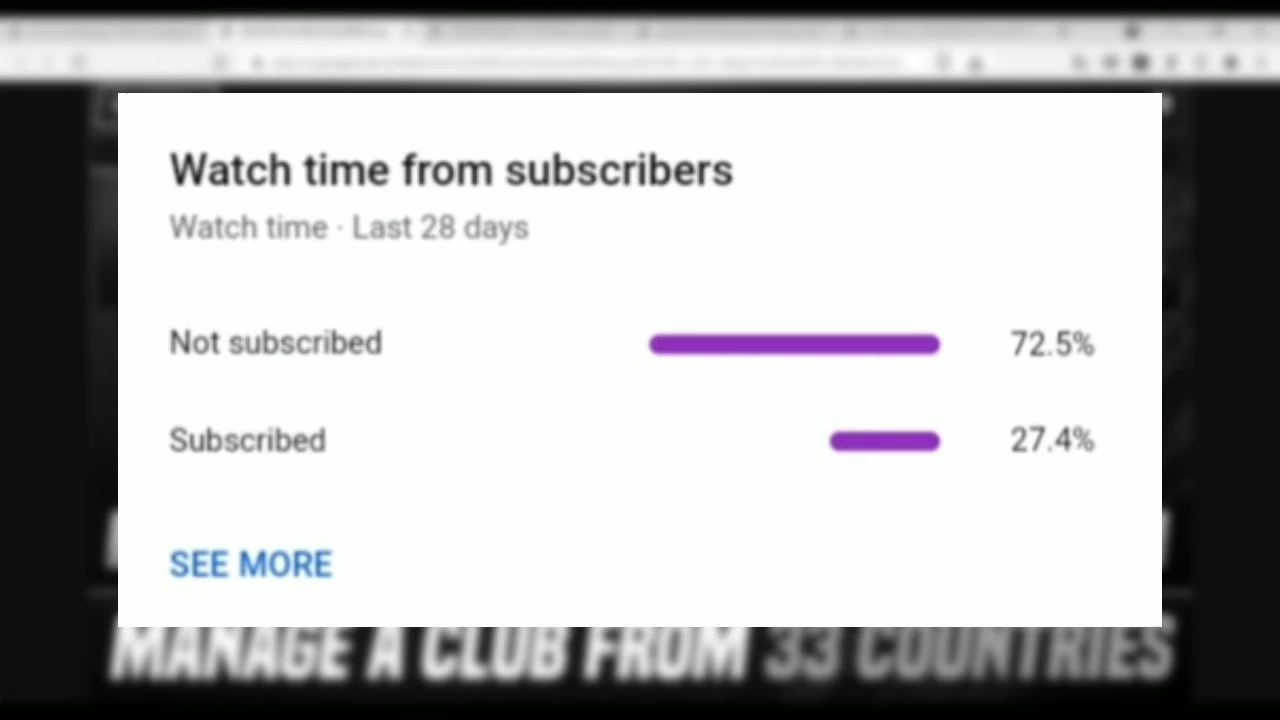 Watch time from subscribers
Watch time · Last 28 days
Not subscribed 72.5%
Subscribed 27.4%
SEE MORE
MANAGE A CLUB FROM 33 COUNTRIES